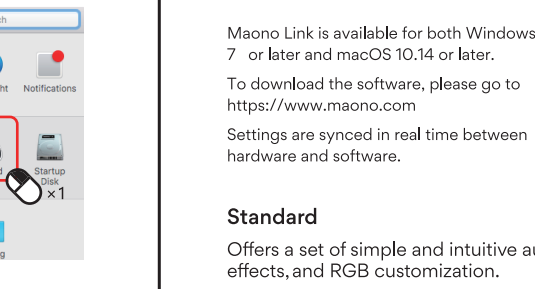 Notifications
Startup
Disk
×1
Maono Link is available for both Windows
7 or later and macOS 10.14 or later.
To download the software, please go to
https://www.maono.com
Settings are synced in real time between
hardware and software.
Standard
Offers a set of simple and intuitive
effects, and RGB customization.